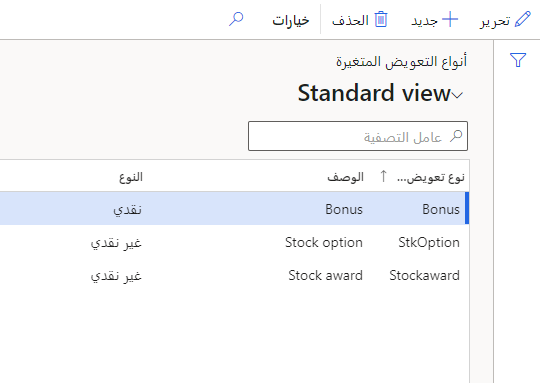 تحرير جديد الحذف خيارات
أنواع التعويض المتغيرة
Standard view
عامل التصفية
نوع تعويض... الوصف النوع
Bonus Bonus نقدي
StkOption Stock option غير نقدي
Stockaward Stock award غير نقدي